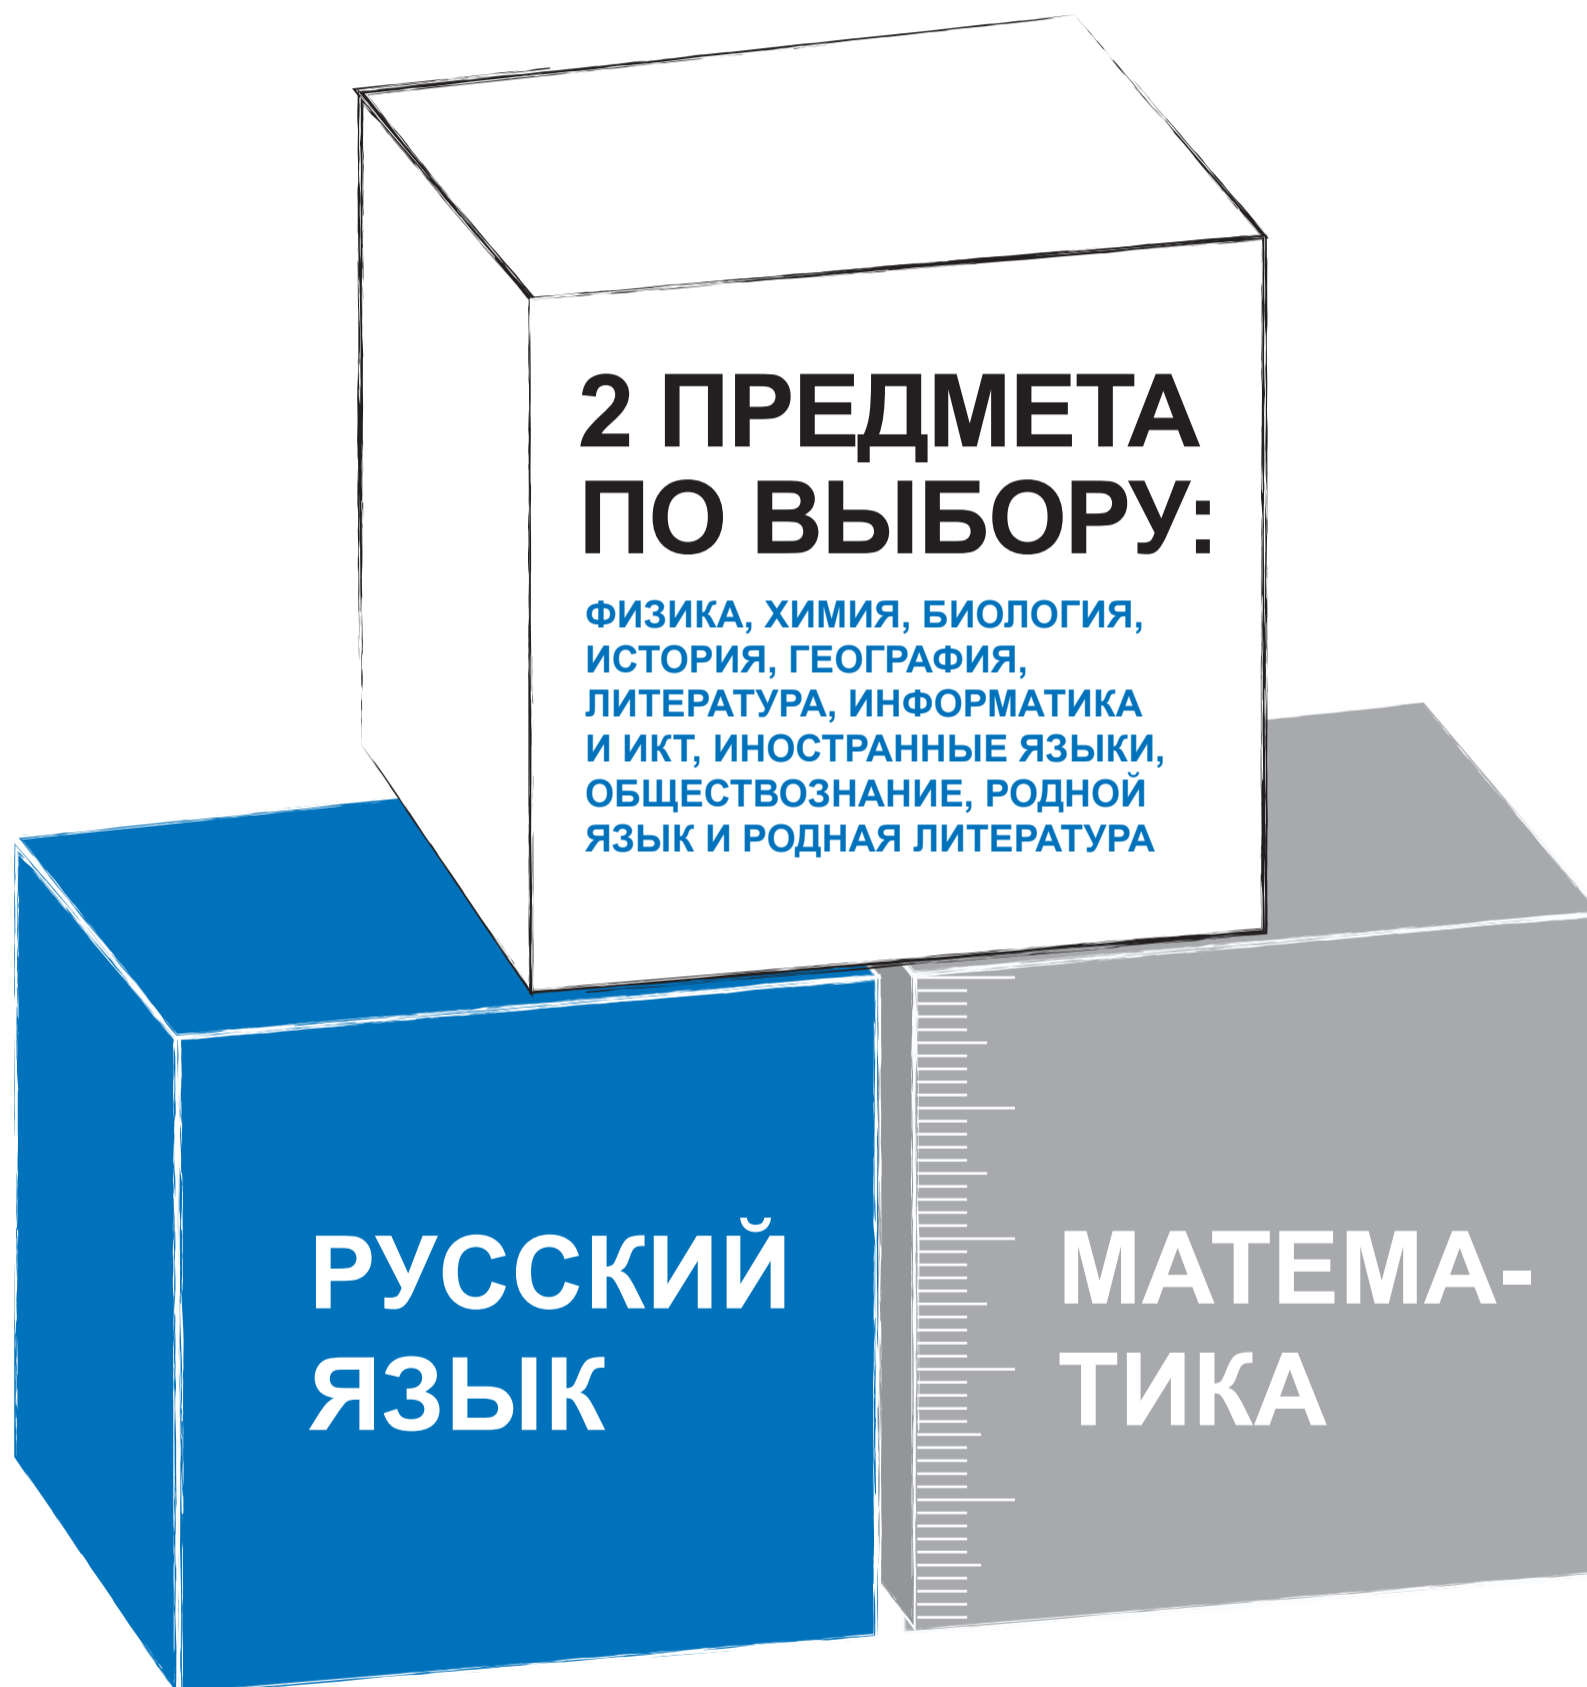 2 ПРЕДМЕТА
ПО ВЫБОРУ:
ФИЗИКА, ХИМИЯ, БИОЛОГИЯ,
ИСТОРИЯ, ГЕОГРАФИЯ,
ЛИТЕРАТУРА, ИНФОРМАТИКА
И ИКТ, ИНОСТРАННЫЕ ЯЗЫКИ,
ОБЩЕСТВОЗНАНИЕ, РОДНОЙ
ЯЗЫК И РОДНАЯ ЛИТЕРАТУРА
РУССКИЙ
ЯЗЫК
МАТЕМА-
ТИКА